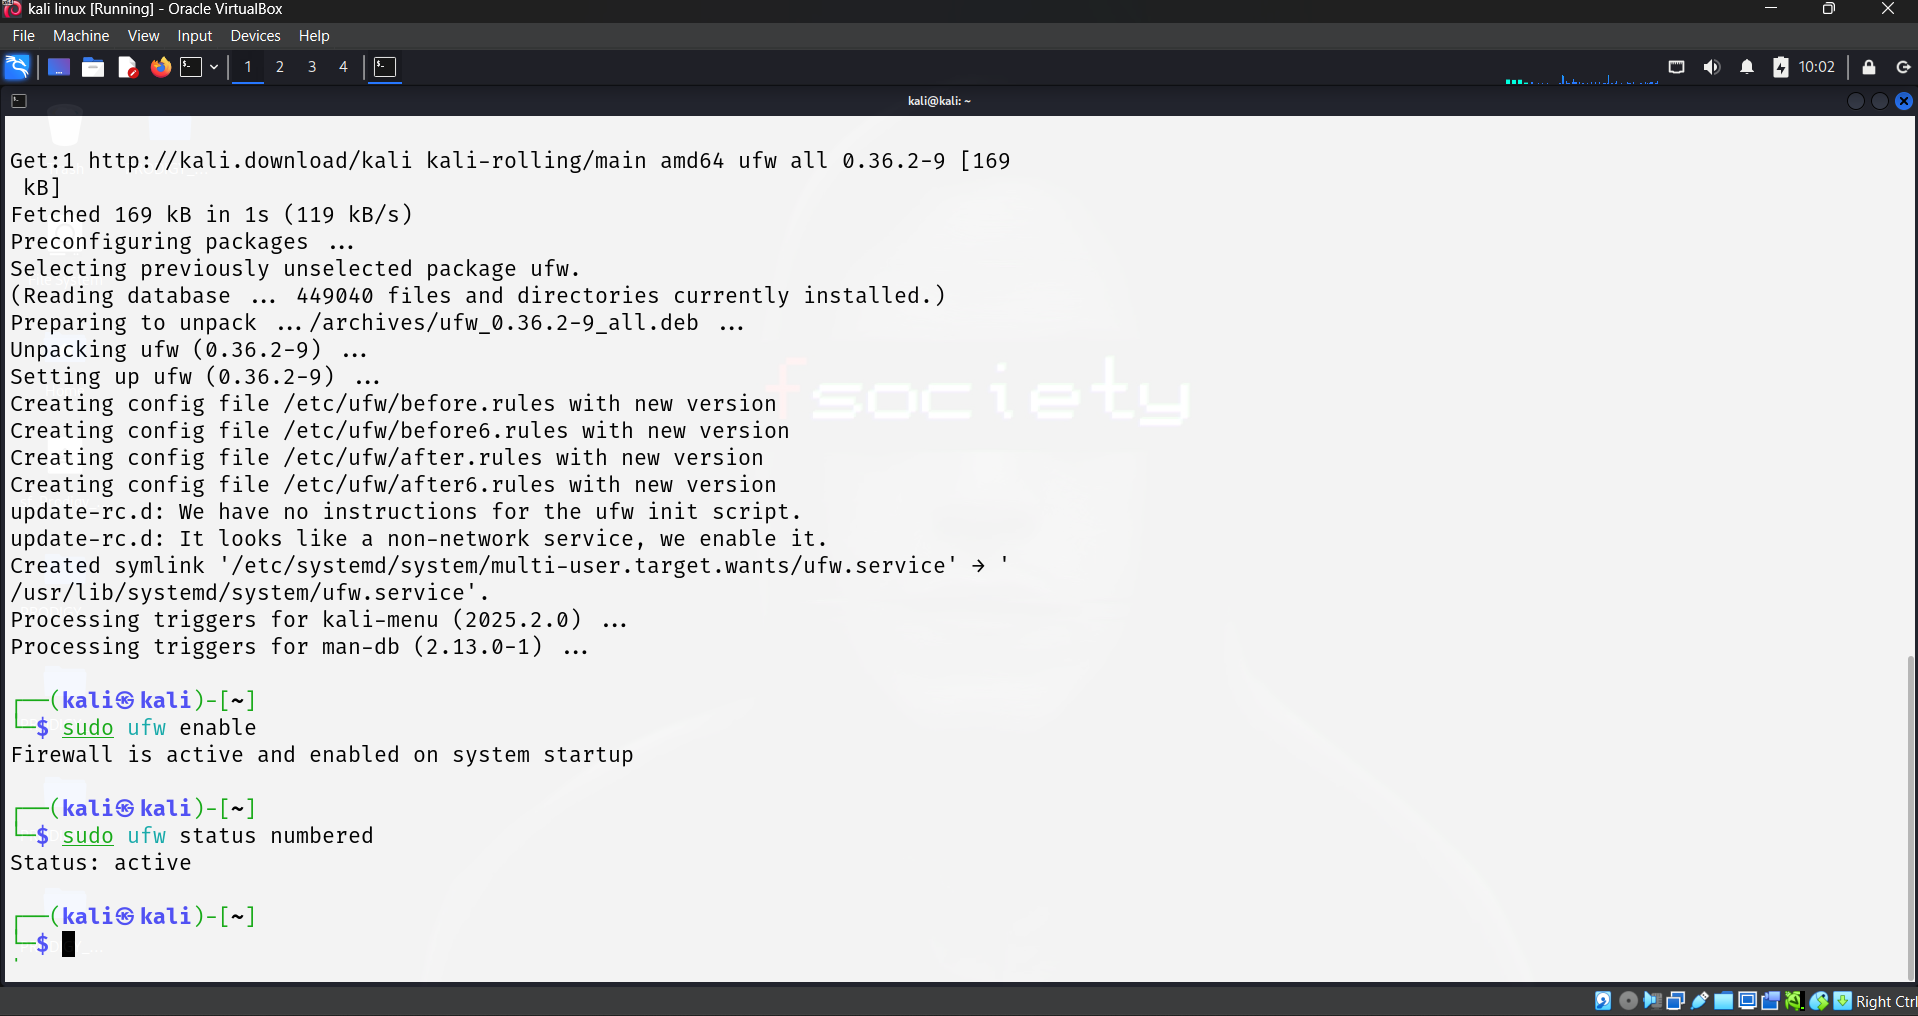 kali linux [Running] - Oracle VirtualBox
File Machine View Input Devices Help
1 2 3 4 10:02
kali@kali: ~
Get:1 http://kali.download/kali kali-rolling/main amd64 ufw all 0.36.2-9 [169
kB]
Fetched 169 kB in 1s (119 kB/s)
Preconfiguring packages ...
Selecting previously unselected package ufw.
(Reading database ... 449040 files and directories currently installed.)
Preparing to unpack .../archives/ufw_0.36.2-9_all.deb ...
Unpacking ufw (0.36.2-9) ...
Setting up ufw (0.36.2-9) ...
fsociety
Creating config file /etc/ufw/before.rules with new version
Creating config file /etc/ufw/before6.rules with new version
Creating config file /etc/ufw/after.rules with new version
Creating config file /etc/ufw/after6.rules with new version
update-rc.d: We have no instructions for the ufw init script.
update-rc.d: It looks like a non-network service, we enable it.
Created symlink '/etc/systemd/system/multi-user.target.wants/ufw.service' → '
/usr/lib/systemd/system/ufw.service'.
Processing triggers for kali-menu (2025.2.0) ...
Processing triggers for man-db (2.13.0-1) ...
┌──(kali㉿kali)-[~]
└─$ sudo ufw enable
Firewall is active and enabled on system startup
┌──(kali㉿kali)-[~]
└─$ sudo ufw status numbered
Status: active
┌──(kali㉿kali)-[~]
└─$
Right Ctrl